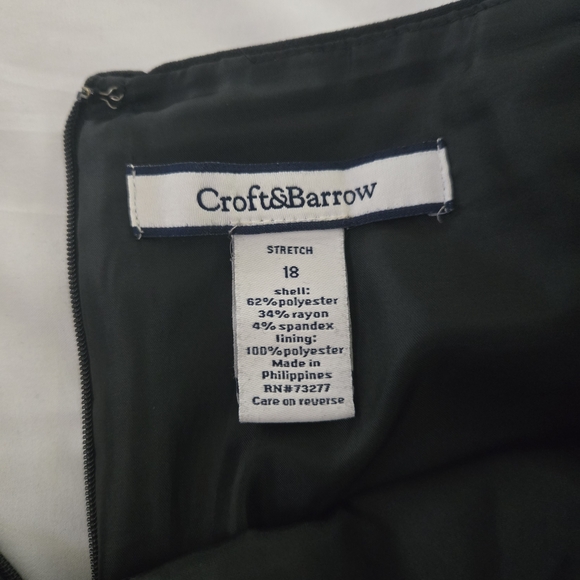 Croft&Barrow
STRETCH
18
shell:
62%polyester
34%rayon
4%spandex
lining:
100%polyester
Made in
Philippines
RN#73277
Care on reverse